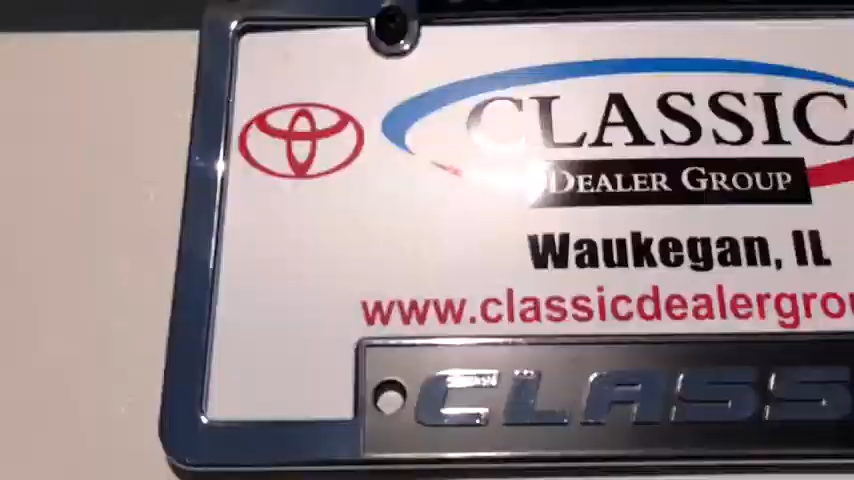 CLASSIC
DEALER GROUP
Waukegan, IL
www.classicdealergrou
CLASS